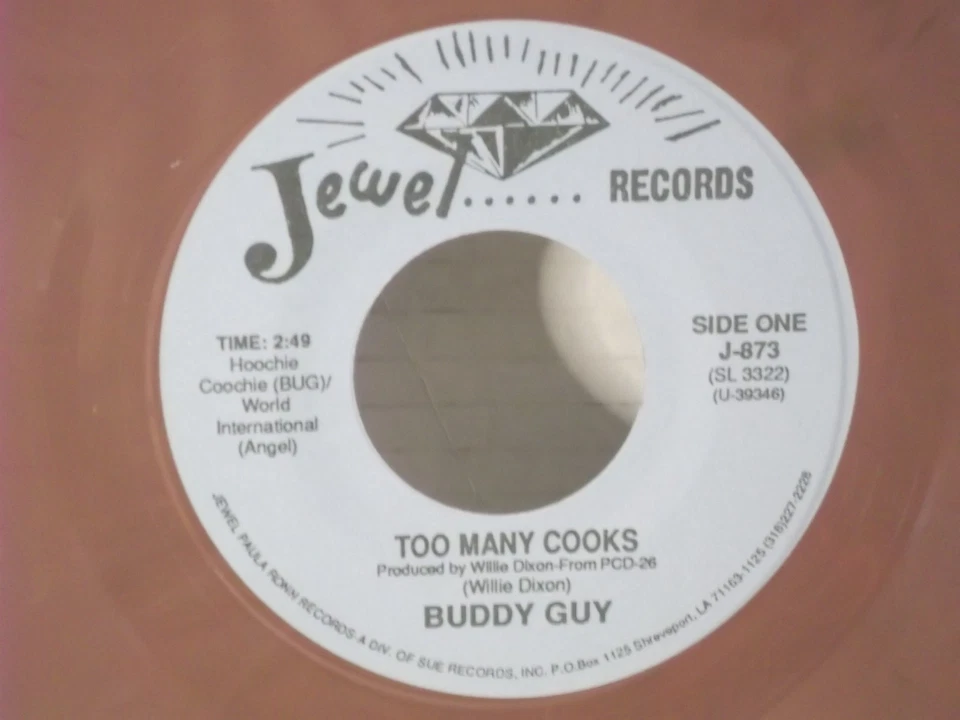 Jewel...... RECORDS
TIME: 2:49
Hoochie
Coochie (BUG)/
World
International
(Angel)
SIDE ONE
J-873
(SL 3322)
(U-39346)
TOO MANY COOKS
Produced by Willie Dixon-From PCD-26
(Willie Dixon)
BUDDY GUY
JEWEL PAULA RONN RECORDS-A DIV. OF SUE RECORDS, INC. P.O.Box 1125 Shreveport, LA 71163-1125 (318)227-2228